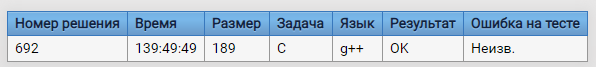 Номер решения Время Размер Задача Язык Результат Ошибка на тесте
692 139:49:49 189 C g++ OK Неизв.